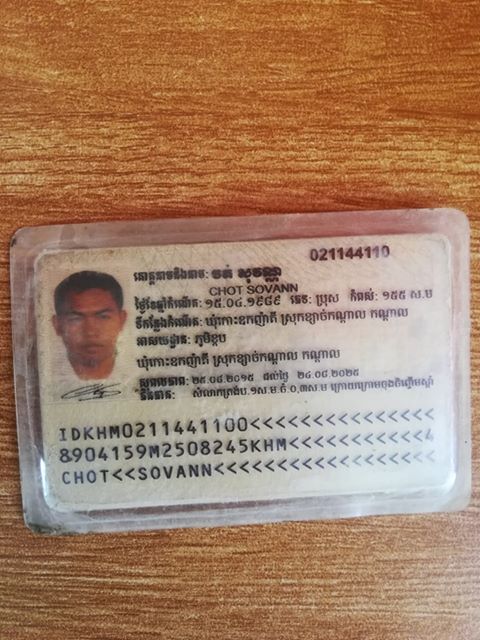 021144110
គោត្តនាមនិងនាម: ចត់ សុវណ្ណ
CHOT SOVANN
ថ្ងៃខែឆ្នាំកំណើត: ១៥.០៤.១៩៨៩ ភេទ: ប្រុស កំពស់: ១៥៥ ស.ម
ទីកន្លែងកំណើត: ឃុំកោះឧកញ៉ាតី ស្រុកខ្សាច់កណ្តាល កណ្តាល
អាសយដ្ឋាន: ភូមិខ្ពប
ឃុំកោះឧកញ៉ាតី ស្រុកខ្សាច់កណ្តាល កណ្តាល
សុពលភាព: ២៥.០៨.២០១៥ ដល់ថ្ងៃ ២៤.០៨.២០២៥
ភិនភាគ:
IDKHM0211441100<<<<<<<<<<<<<<<
8904159M2508245KHM<<<<<<<<<<<4
CHOT<<SOVANN<<<<<<<<<<<<<<<<<<